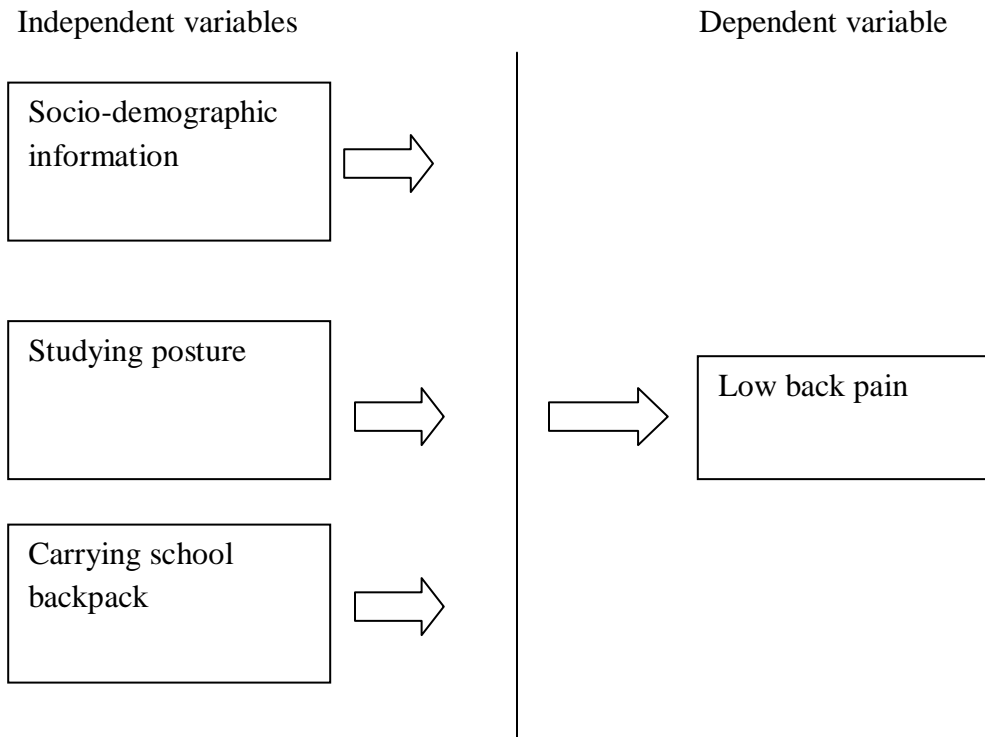 Independent variables
Dependent variable
Socio-demographic
information
Studying posture
Low back pain
Carrying school
backpack